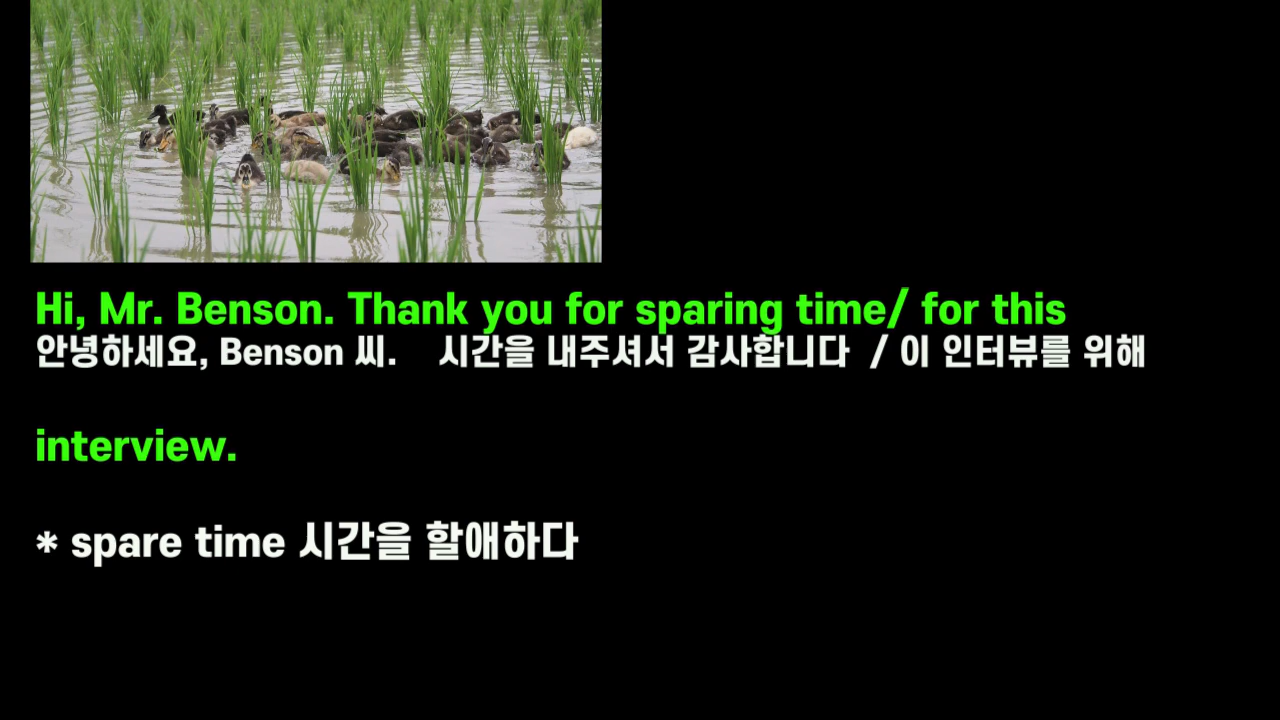 Hi, Mr. Benson. Thank you for sparing time/ for this
안녕하세요, Benson 씨. 시간을 내주셔서 감사합니다 / 이 인터뷰를 위해
interview.
* spare time 시간을 할애하다